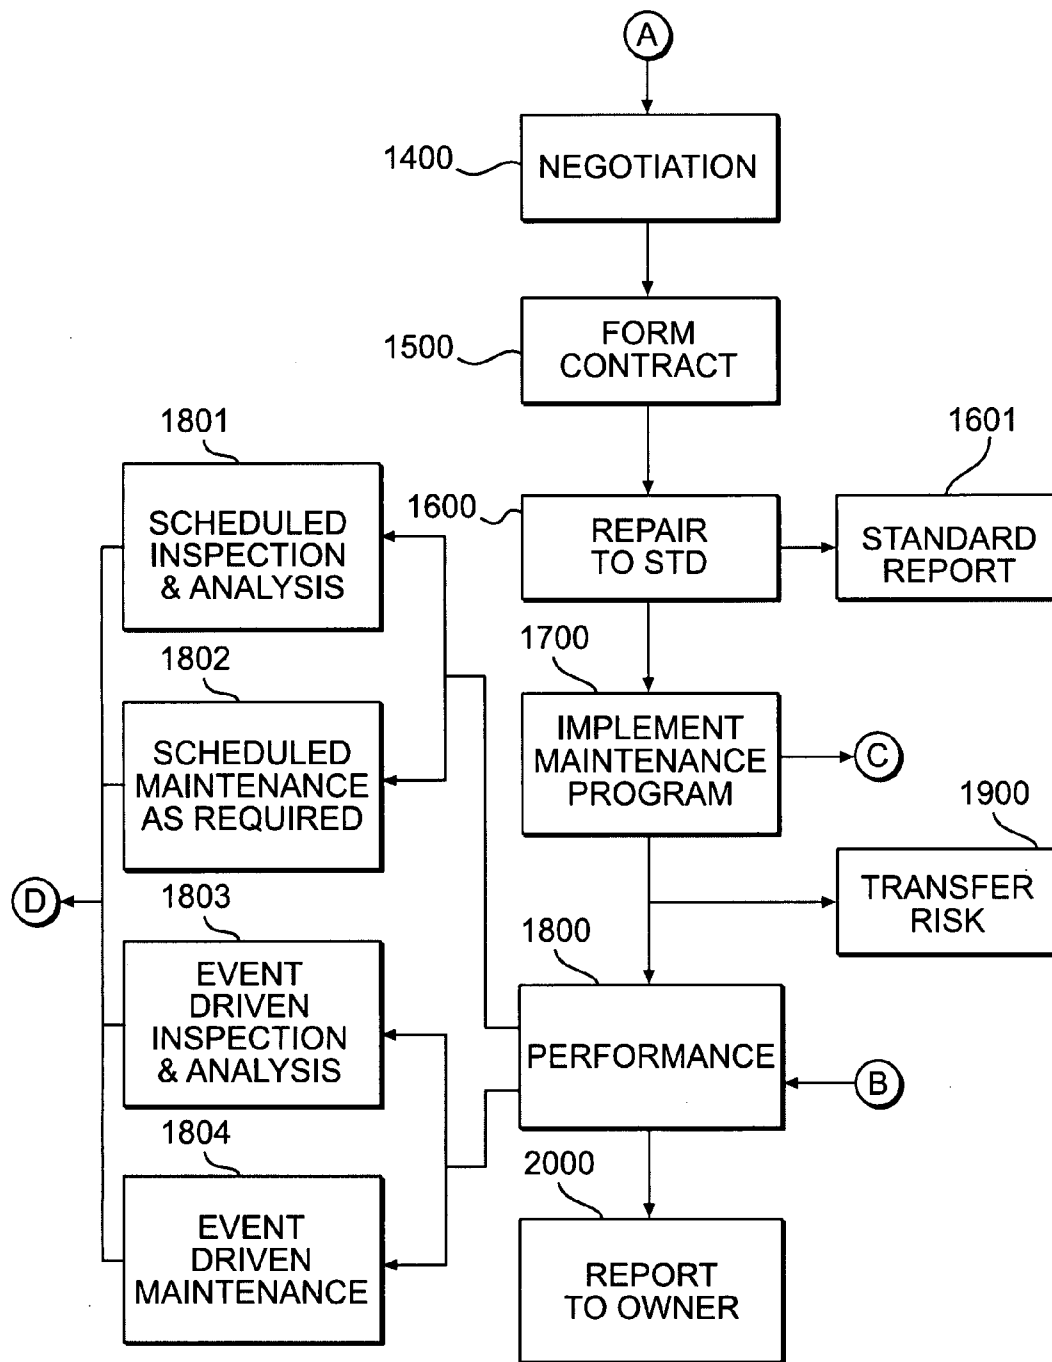 A
1400
NEGOTIATION
1500
FORM
CONTRACT
1600
REPAIR
TO STD
1601
STANDARD
REPORT
1700
IMPLEMENT
MAINTENANCE
PROGRAM
C
1900
TRANSFER
RISK
1800
PERFORMANCE
B
1801
SCHEDULED
INSPECTION
& ANALYSIS
1802
SCHEDULED
MAINTENANCE
AS REQUIRED
D
1803
EVENT
DRIVEN
INSPECTION
& ANALYSIS
1804
EVENT
DRIVEN
MAINTENANCE
2000
REPORT
TO OWNER